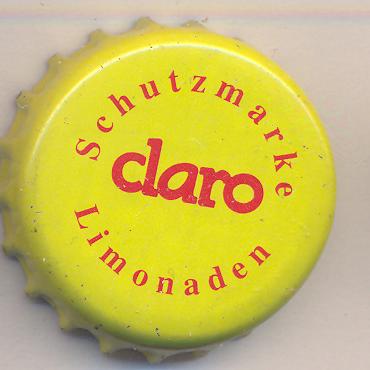 Schutzmarke
claro
Limonaden